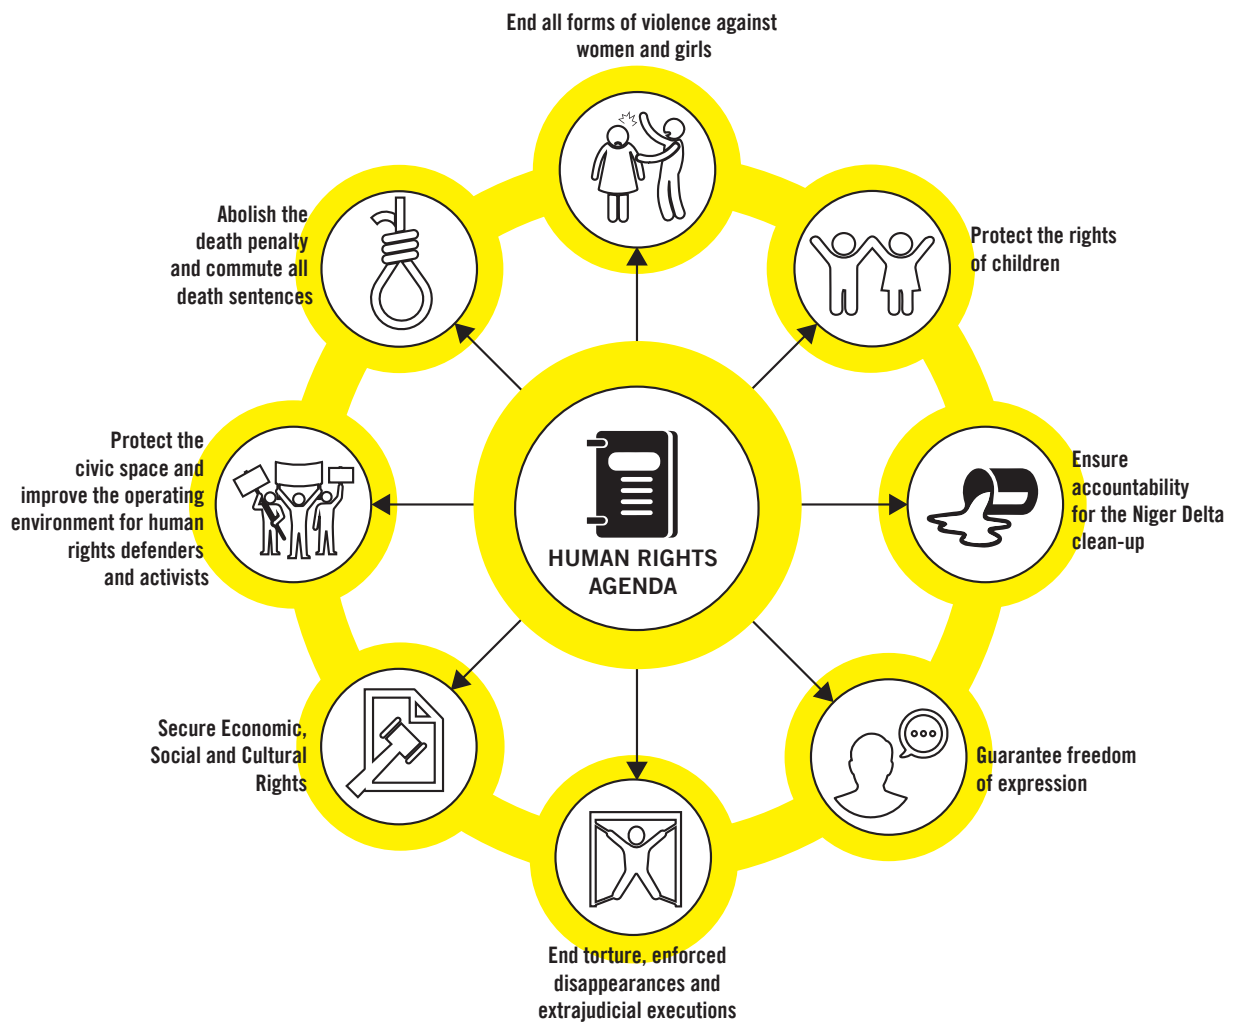 End all forms of violence against
women and girls
Protect the rights
of children
Ensure
accountability
for the Niger Delta
clean-up
Guarantee freedom
of expression
End torture, enforced
disappearances and
extrajudicial executions
Secure Economic,
Social and Cultural
Rights
Protect the
civic space and
improve the operating
environment for human
rights defenders
and activists
Abolish the
death penalty
and commute all
death sentences
HUMAN RIGHTS
AGENDA